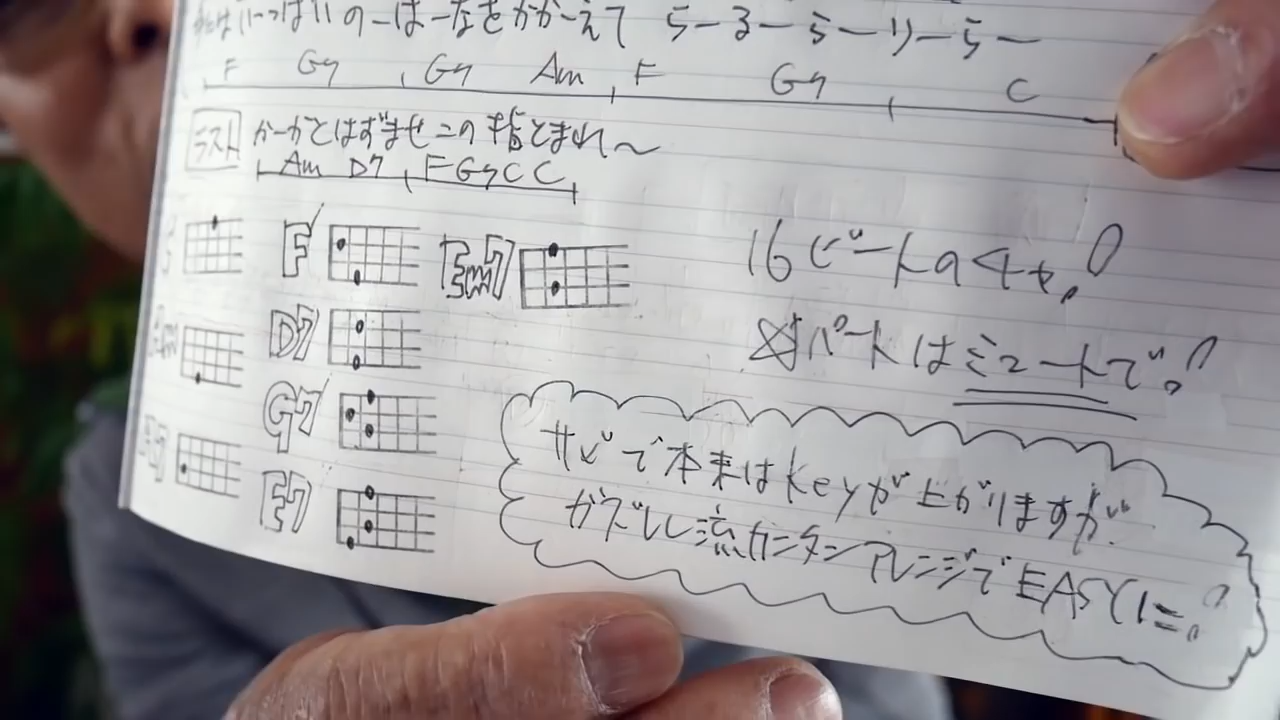 いっぱいの一は一なをかかーえて らーるーらーりーらー
F G7 G7 Am F G7 C
ラスト かーかとはずませこの指とまれ〜
Am D7 F G7 C C
F Em7
16ビートのイキ!
D7
対パートはミュートで!
G7
サビで本来はkeyが上がりますが
E7
ガズレレ流カンタンアレンジでEASYに!